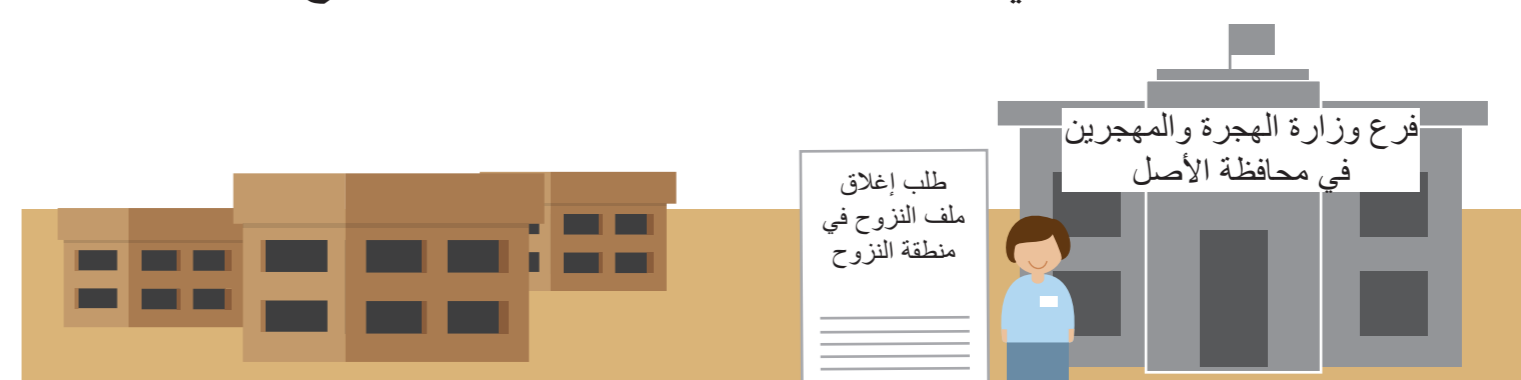 فرع وزارة الهجرة والمهجرين
في محافظة الأصل
طلب إغلاق
ملف النزوح في
منطقة النزوح